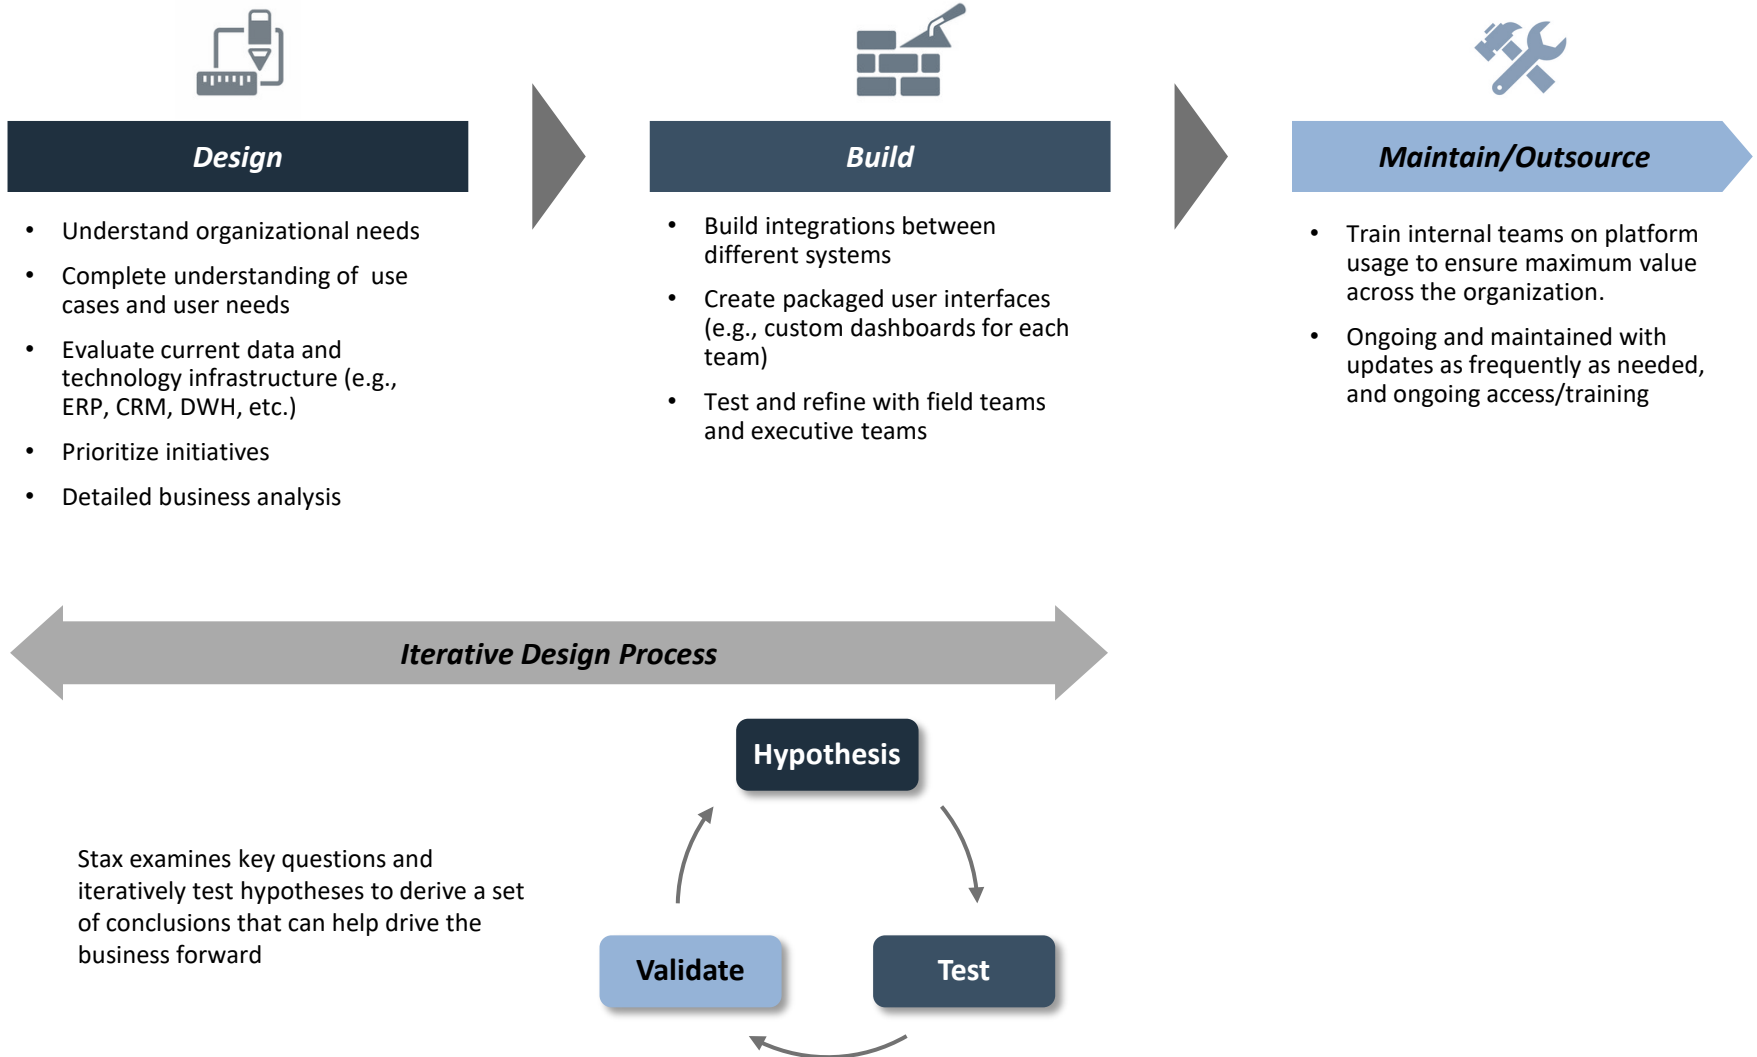 Design
• Understand organizational needs
• Complete understanding of  use
cases and user needs
• Evaluate current data and
technology infrastructure (e.g.,
ERP, CRM, DWH, etc.)
• Prioritize initiatives
• Detailed business analysis
Build
• Build integrations between
different systems
• Create packaged user interfaces
(e.g., custom dashboards for each
team)
• Test and refine with field teams
and executive teams
Maintain/Outsource
• Train internal teams on platform
usage to ensure maximum value
across the organization.
• Ongoing and maintained with
updates as frequently as needed,
and ongoing access/training
Iterative Design Process
Stax examines key questions and
iteratively test hypotheses to derive a set
of conclusions that can help drive the
business forward
Hypothesis
Validate
Test